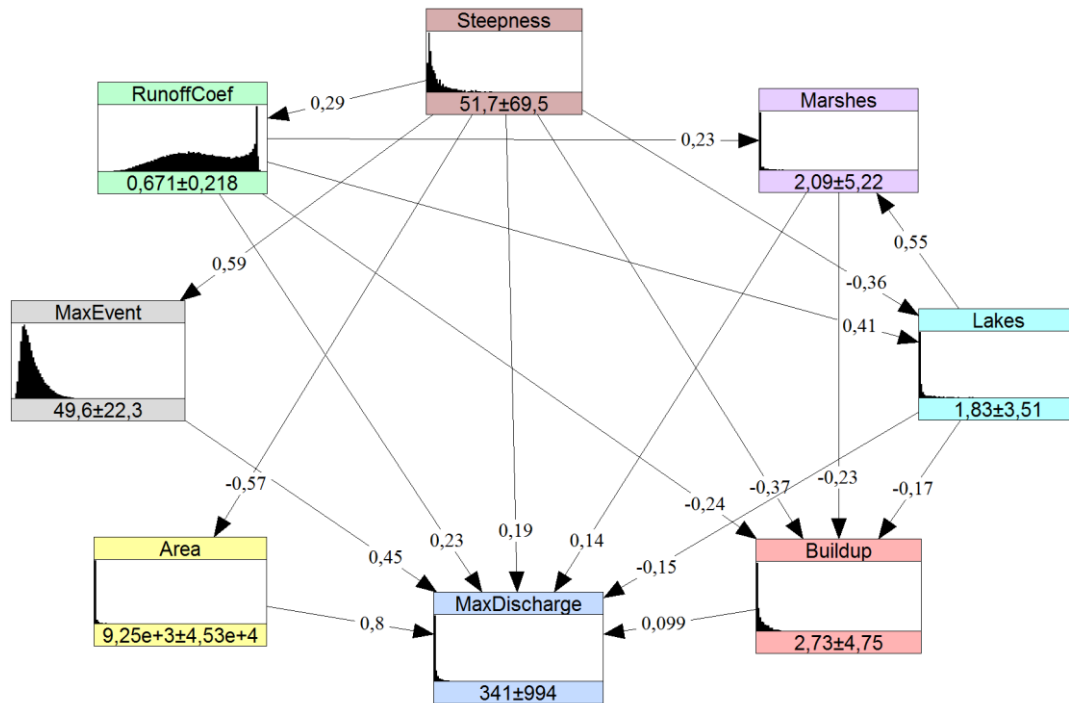 Steepness
51,7±69,5
RunoffCoef
0,671±0,218
0,29
Marshes
2,09±5,22
0,23
0,55
0,59
-0,36
MaxEvent
49,6±22,3
Lakes
1,83±3,51
0,41
-0,57
-0,24
-0,37
-0,23
-0,17
Area
9,25e+3±4,53e+4
0,45
0,23
0,19
0,14
-0,15
Buildup
2,73±4,75
MaxDischarge
341±994
0,8
0,099